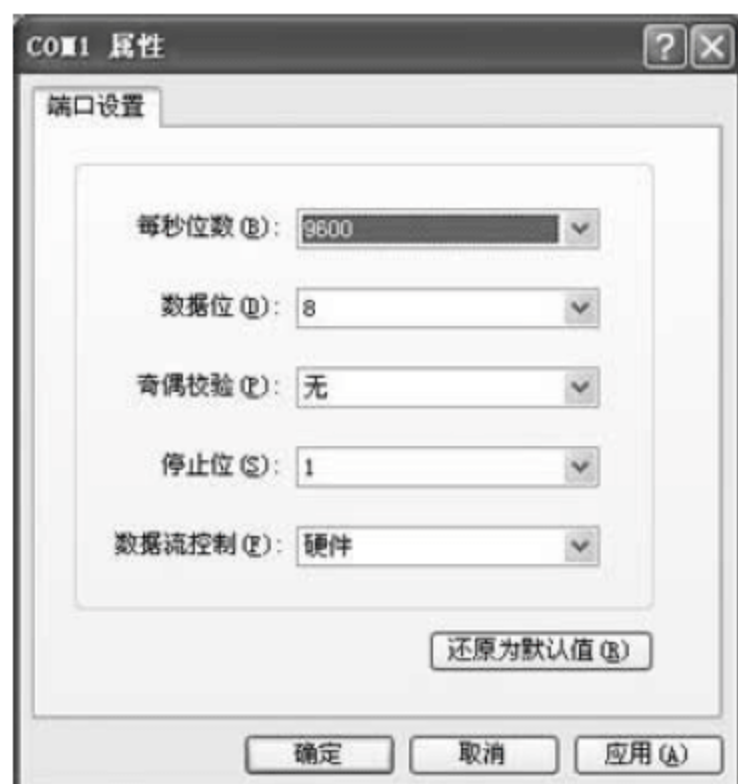 COM1 属性
端口设置
每秒位数(B): 9600
数据位(D): 8
奇偶校验(P): 无
停止位(S): 1
数据流控制(F): 硬件
还原为默认值(R)
确定 取消 应用(A)